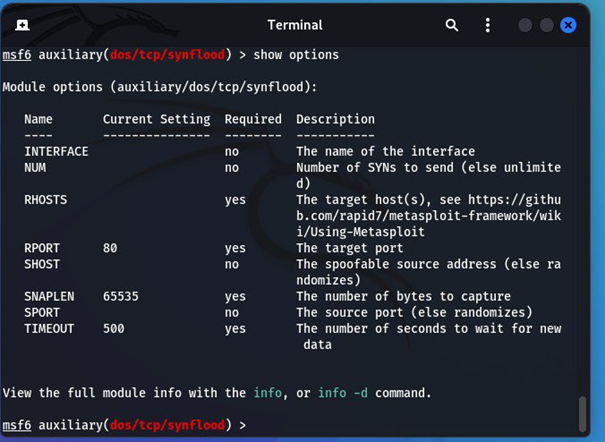 Terminal
msf6 auxiliary(dos/tcp/synflood) > show options
Module options (auxiliary/dos/tcp/synflood):
Name Current Setting Required Description
---- --------------- -------- -----------
INTERFACE no The name of the interface
NUM no Number of SYNs to send (else unlimite
d)
RHOSTS yes The target host(s), see https://githu
b.com/rapid7/metasploit-framework/wik
i/Using-Metasploit
RPORT 80 yes The target port
SHOST no The spoofable source address (else ra
ndomizes)
SNAPLEN 65535 yes The number of bytes to capture
SPORT no The source port (else randomizes)
TIMEOUT 500 yes The number of seconds to wait for new
data
View the full module info with the info, or info -d command.
msf6 auxiliary(dos/tcp/synflood) >